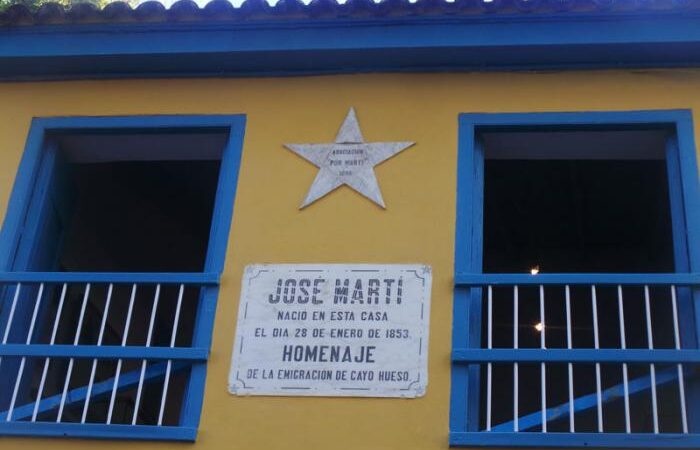 ASOCIACION
POR MARTI
JOSÉ MARTÍ
NACIO EN ESTA CASA
EL DIA 28 DE ENERO DE 1853.
HOMENAJE
DE LA EMIGRACION DE CAYO HUESO.